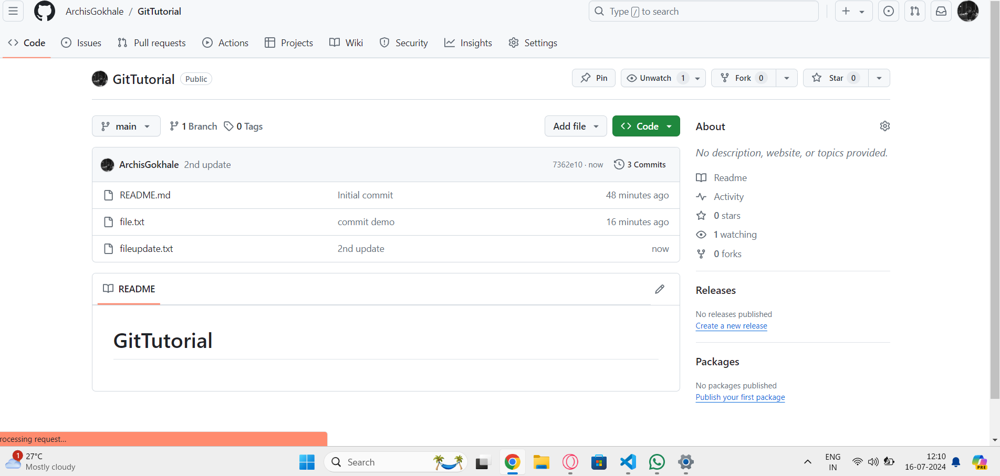 ArchisGokhale / GitTutorial
Type / to search
Code Issues Pull requests Actions Projects Wiki Security Insights Settings
GitTutorial Public
Pin Unwatch 1 Fork 0 Star 0
main 1 Branch 0 Tags
Add file Code
ArchisGokhale 2nd update 7362e10 · now 3 Commits
README.md Initial commit 48 minutes ago
file.txt commit demo 16 minutes ago
fileupdate.txt 2nd update now
README
GitTutorial
About
No description, website, or topics provided.
Readme
Activity
0 stars
1 watching
0 forks
Releases
No releases published
Create a new release
Packages
No packages published
Publish your first package
rocessing request...
1 27°C
Mostly cloudy
Search
ENG
IN
12:10
16-07-2024
PRE